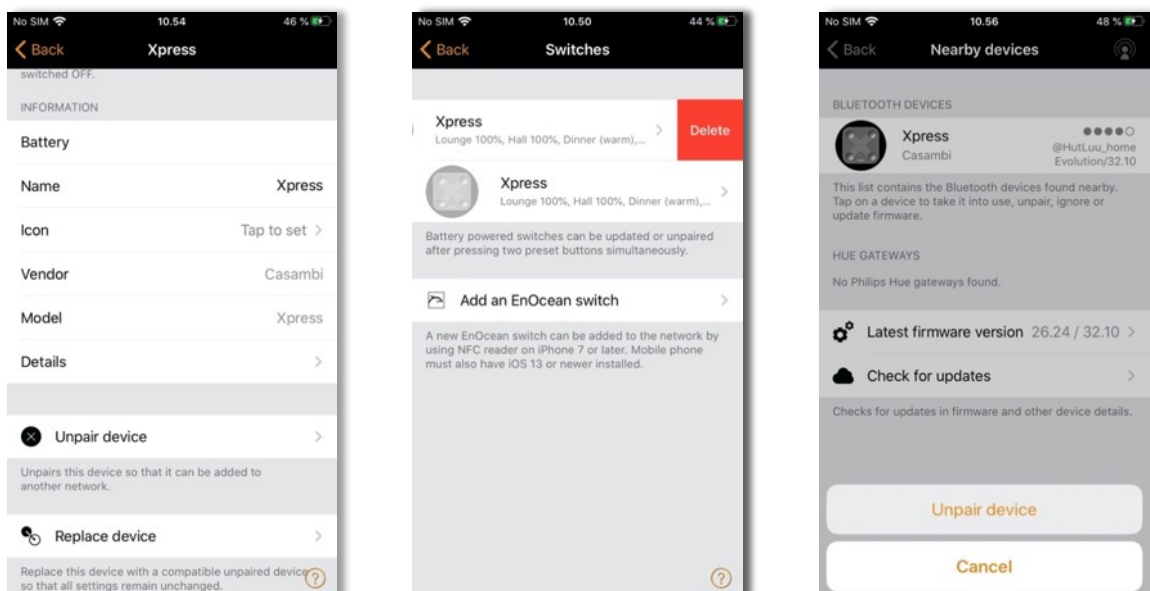 No SIM 10.54 46 %
Back Xpress
switched OFF.
INFORMATION
Battery
Name Xpress
Icon Tap to set
Vendor Casambi
Model Xpress
Details
Unpair device
Unpairs this device so that it can be added to
another network.
Replace device
Replace this device with a compatible unpaired device
so that all settings remain unchanged.
?
No SIM 10.50 44 %
Back Switches
Xpress
Lounge 100%, Hall 100%, Dinner (warm),...
Delete
Xpress
Lounge 100%, Hall 100%, Dinner (warm),...
Battery powered switches can be updated or unpaired
after pressing two preset buttons simultaneously.
Add an EnOcean switch
A new EnOcean switch can be added to the network by
using NFC reader on iPhone 7 or later. Mobile phone
must also have iOS 13 or newer installed.
?
No SIM 10.56 48 %
Back Nearby devices
BLUETOOTH DEVICES
Xpress
Casambi
@HutLuu_home
Evolution/32.10
This list contains the Bluetooth devices found nearby.
Tap on a device to take it into use, unpair, ignore or
update firmware.
HUE GATEWAYS
No Philips Hue gateways found.
Latest firmware version 26.24 / 32.10
Check for updates
Checks for updates in firmware and other device details.
Unpair device
Cancel